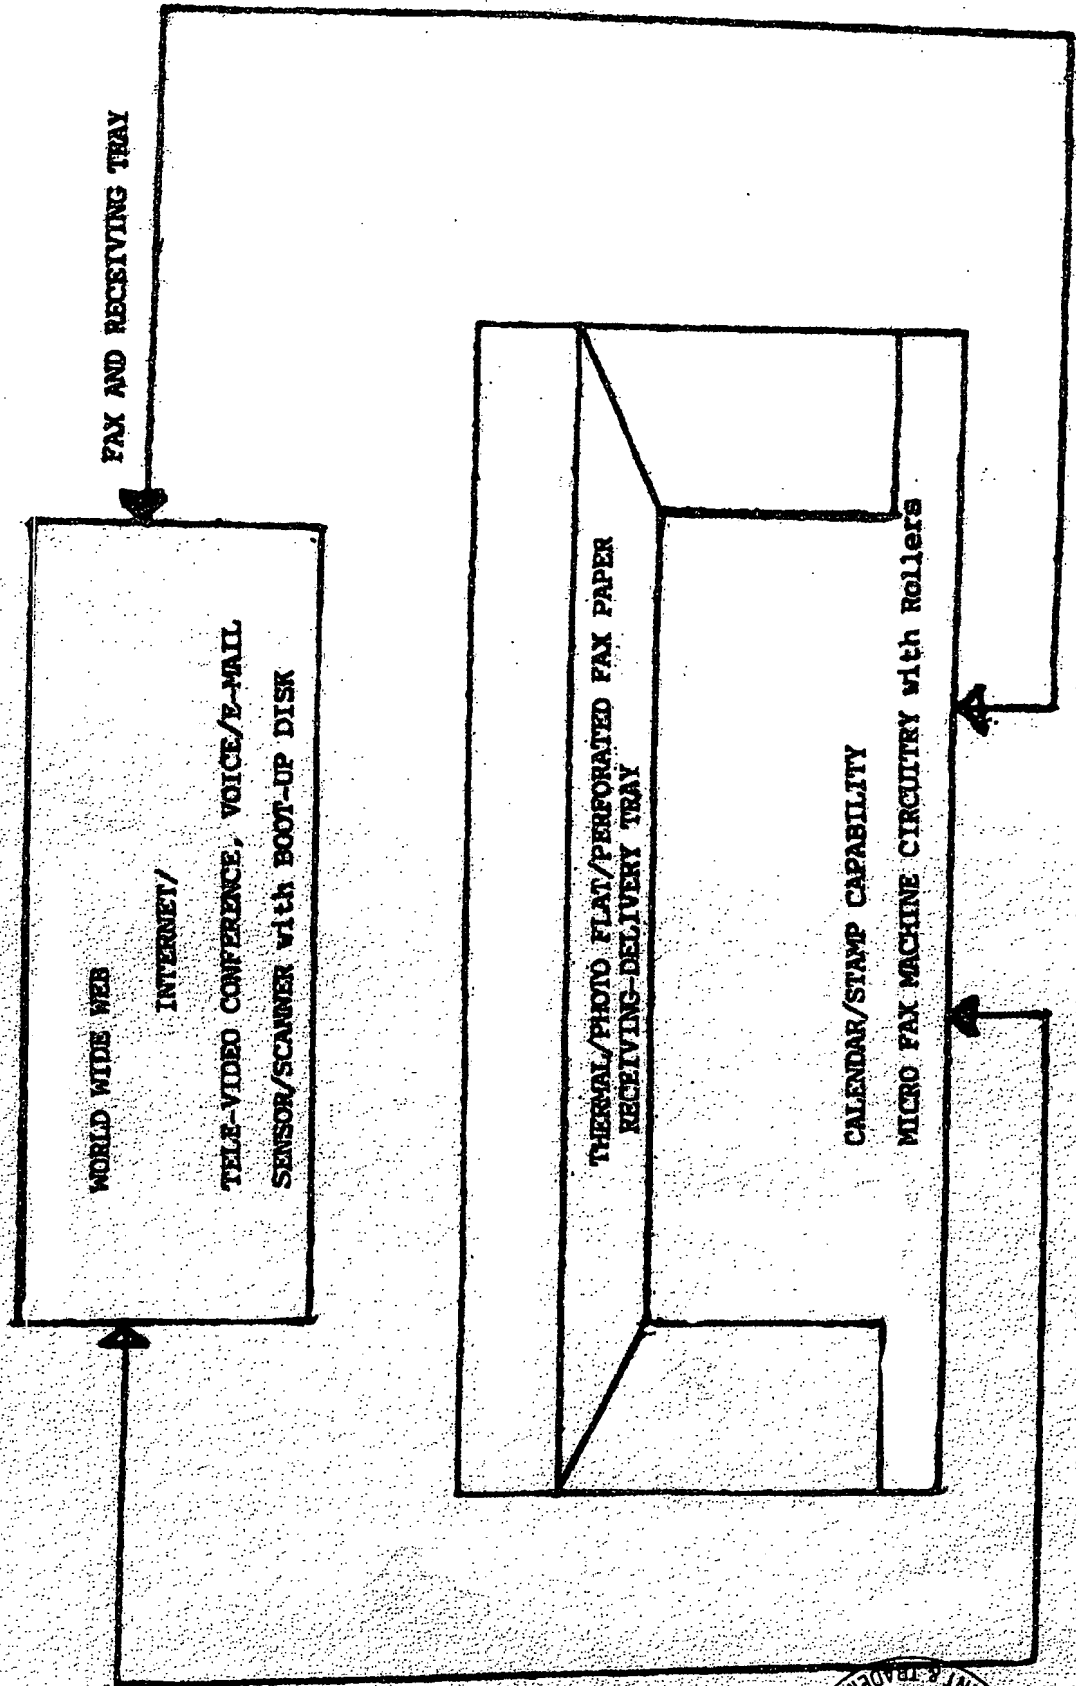 FAX AND RECEIVING TRAY
WORLD WIDE WEB
INTERNET/
TELE-VIDEO CONFERENCE, VOICE/E-MAIL
SENSOR/SCANNER with BOOT-UP DISK
THERMAL/PHOTO FLAT/PERFORATED FAX PAPER
RECEIVING-DELIVERY TRAY
CALENDAR/STAMP CAPABILITY
MICRO FAX MACHINE CIRCUITRY with Rollers